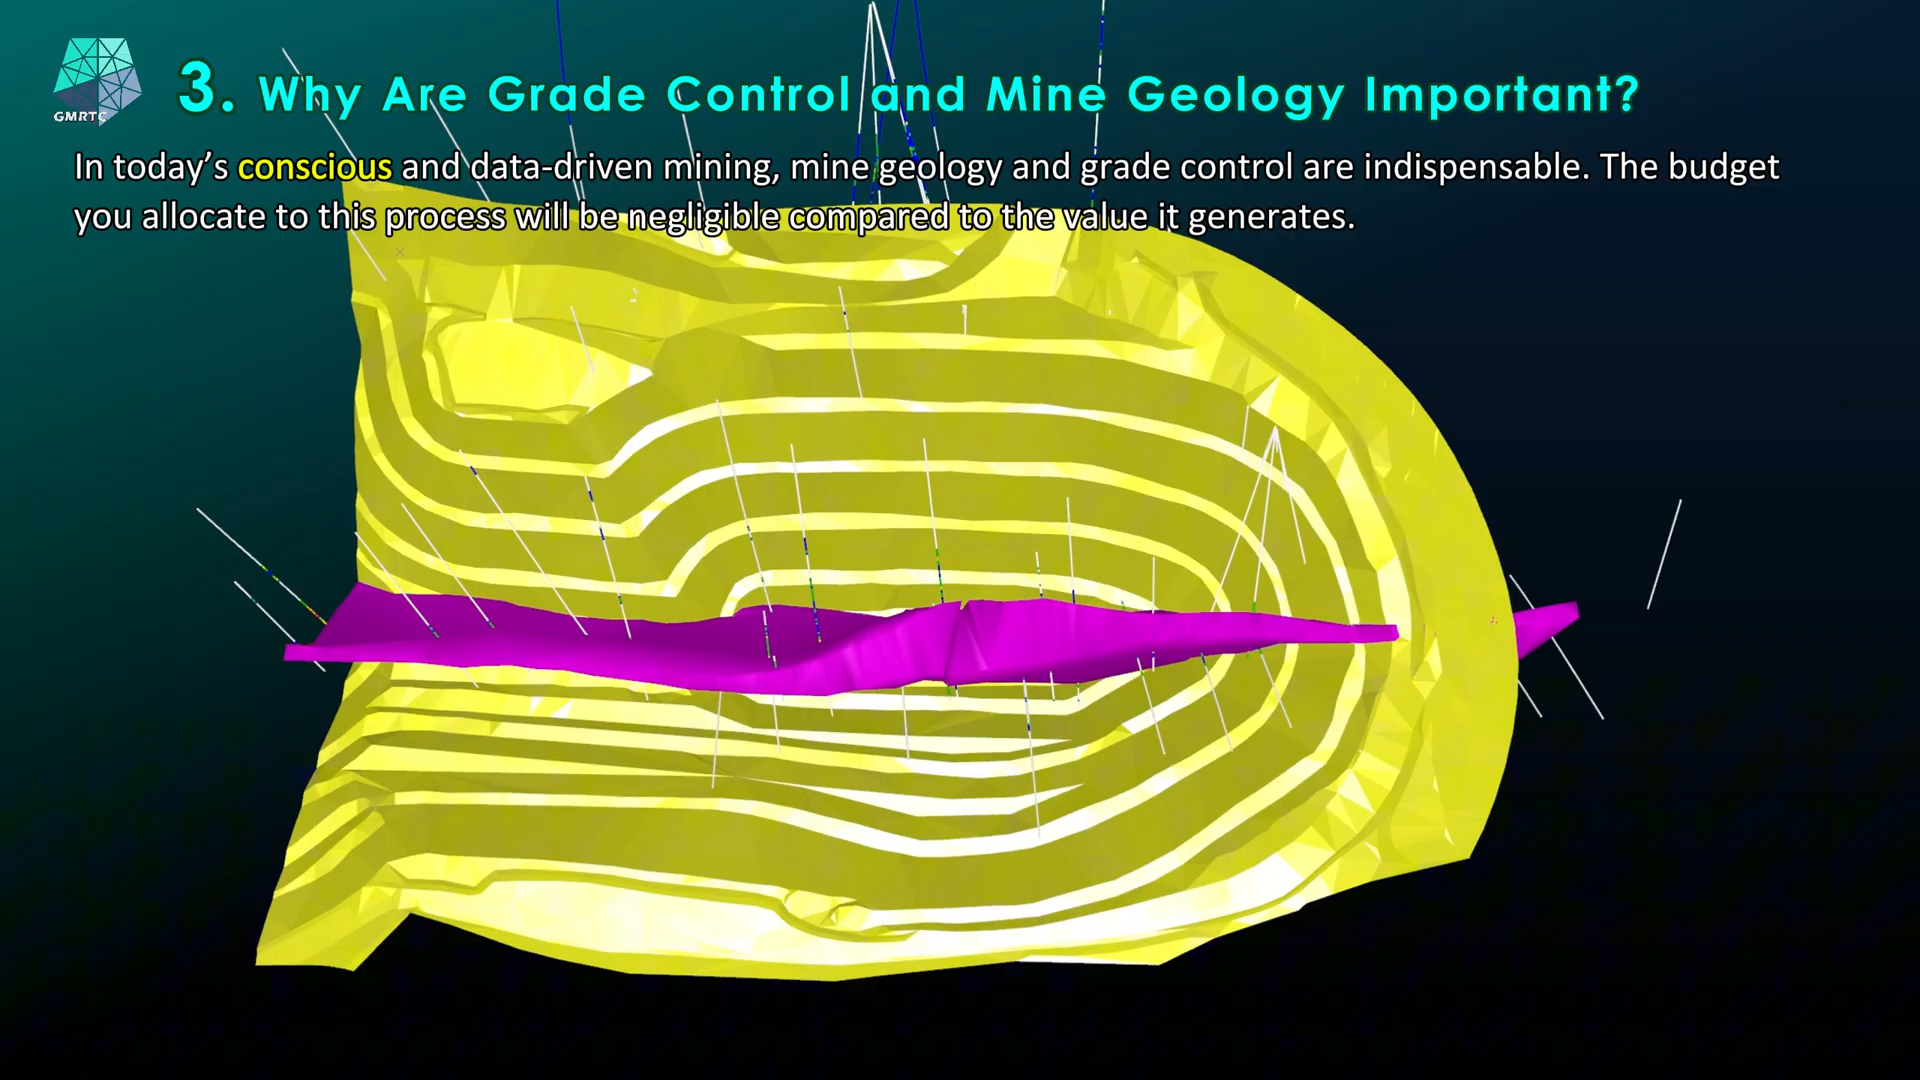 GMRTC
3. Why Are Grade Control and Mine Geology Important?
In today’s conscious and data-driven mining, mine geology and grade control are indispensable. The budget
you allocate to this process will be negligible compared to the value it generates.